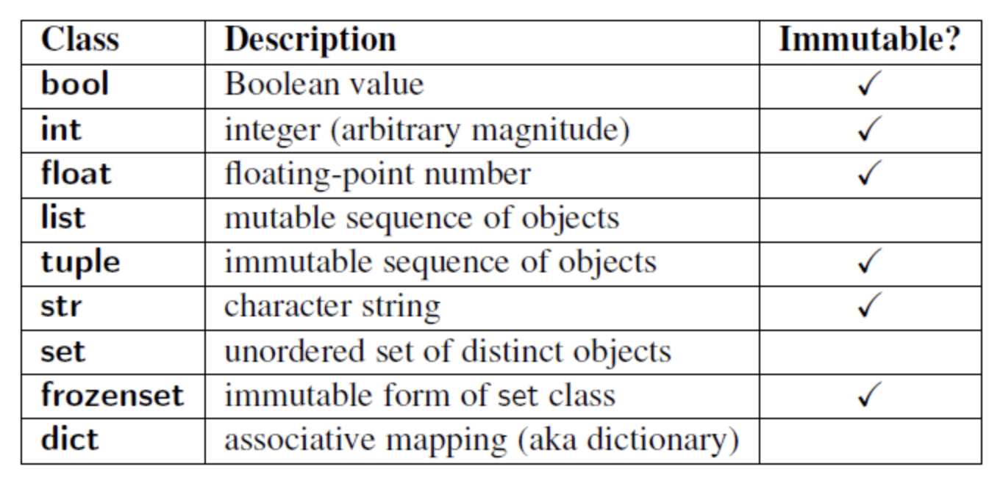 Class Description Immutable?
bool Boolean value ✓
int integer (arbitrary magnitude) ✓
float floating-point number ✓
list mutable sequence of objects
tuple immutable sequence of objects ✓
str character string ✓
set unordered set of distinct objects
frozenset immutable form of set class ✓
dict associative mapping (aka dictionary)